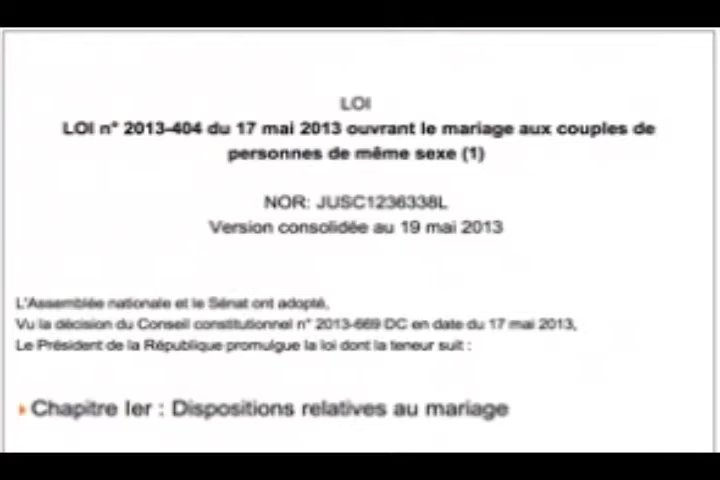 LOI
LOI n° 2013-404 du 17 mai 2013 ouvrant le mariage aux couples de
personnes de même sexe (1)
NOR: JUSC1236338L
Version consolidée au 19 mai 2013
L'Assemblée nationale et le Sénat ont adopté,
Vu la décision du Conseil constitutionnel n° 2013-669 DC en date du 17 mai 2013,
Le Président de la République promulgue la loi dont la teneur suit :
Chapitre Ier : Dispositions relatives au mariage